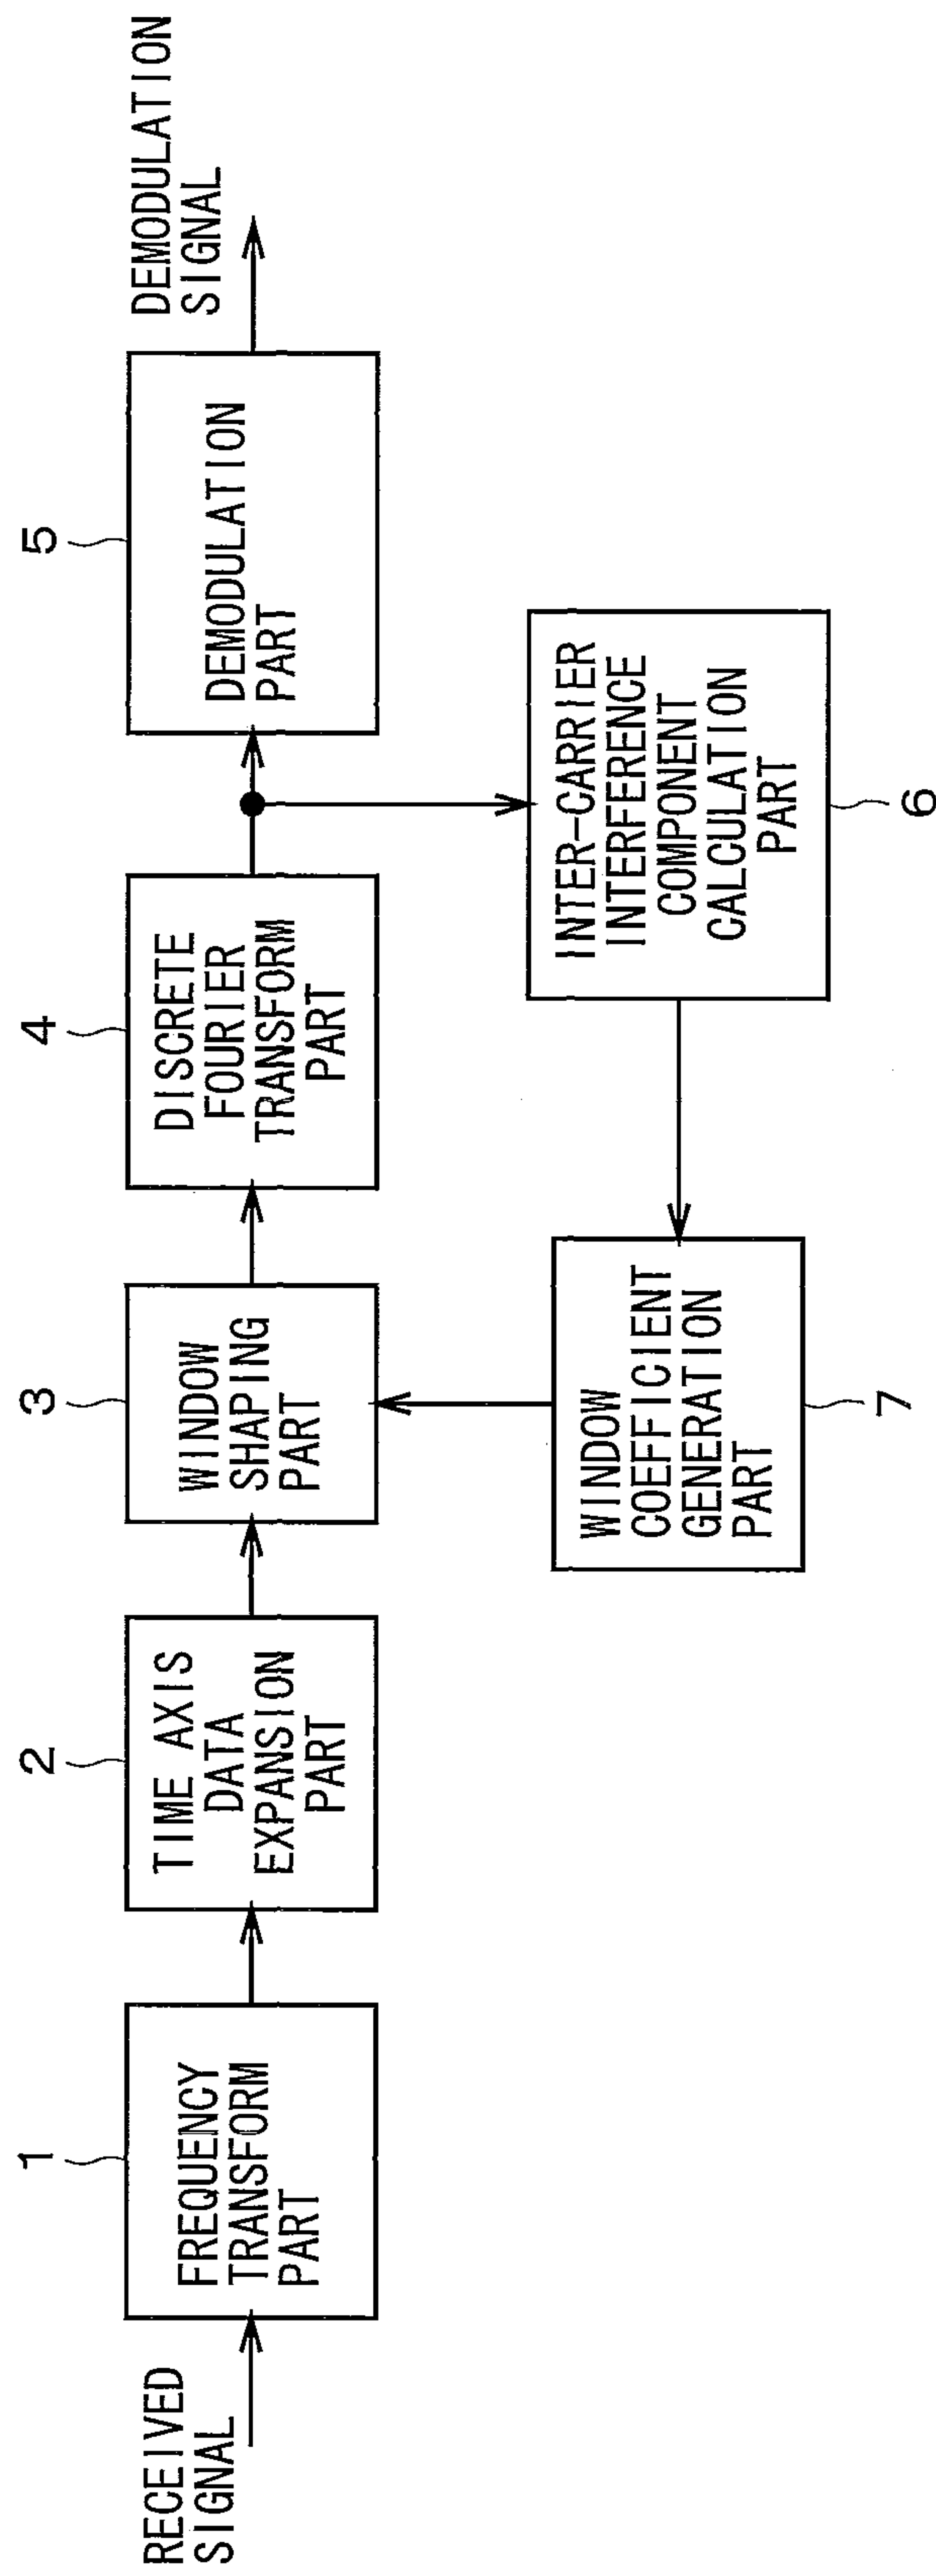 RECEIVED
SIGNAL
1
FREQUENCY
TRANSFORM
PART
2
TIME AXIS
DATA
EXPANSION
PART
3
WINDOW
SHAPING
PART
4
DISCRETE
FOURIER
TRANSFORM
PART
5
DEMODULATION
PART
DEMODULATION
SIGNAL
WINDOW
COEFFICIENT
GENERATION
PART
7
INTER-CARRIER
INTERFERENCE
COMPONENT
CALCULATION
PART
6